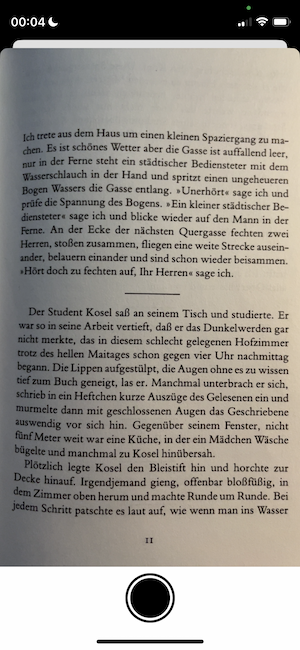 00:04
Ich trete aus dem Haus um einen kleinen Spaziergang zu ma-
chen. Es ist schönes Wetter aber die Gasse ist auffallend leer,
nur in der Ferne steht ein städtischer Bediensteter mit dem
Wasserschlauch in der Hand und spritzt einen ungeheueren
Bogen Wassers die Gasse entlang. »Unerhört« sage ich und
prüfe die Spannung des Bogens. »Ein kleiner städtischer Be-
diensteter« sage ich und blicke wieder auf den Mann in der
Ferne. An der Ecke der nächsten Quergasse fechten zwei
Herren, stoßen zusammen, fliegen eine weite Strecke ausein-
ander, belauern einander und sind schon wieder beisammen.
»Hört doch zu fechten auf, Ihr Herren« sage ich.
Der Student Kosel saß an seinem Tisch und studierte. Er
war so in seine Arbeit vertieft, daß er das Dunkelwerden gar
nicht merkte, das in diesem schlecht gelegenen Hofzimmer
trotz des hellen Maitages schon gegen vier Uhr nachmittag
begann. Die Lippen aufgestülpt, die Augen ohne es zu wissen
tief zum Buch geneigt, las er. Manchmal unterbrach er sich,
schrieb in ein Heftchen kurze Auszüge des Gelesenen ein und
murmelte dann mit geschlossenen Augen das Geschriebene
auswendig vor sich hin. Gegenüber seinem Fenster, nicht
fünf Meter weit war eine Küche, in der ein Mädchen Wäsche
bügelte und manchmal zu Kosel hinübersah.
Plötzlich legte Kosel den Bleistift hin und horchte zur
Decke hinauf. Irgendjemand gieng, offenbar bloßfüßig, in
dem Zimmer oben herum und machte Runde um Runde. Bei
jedem Schritt patschte es laut auf, wie wenn man ins Wasser
11